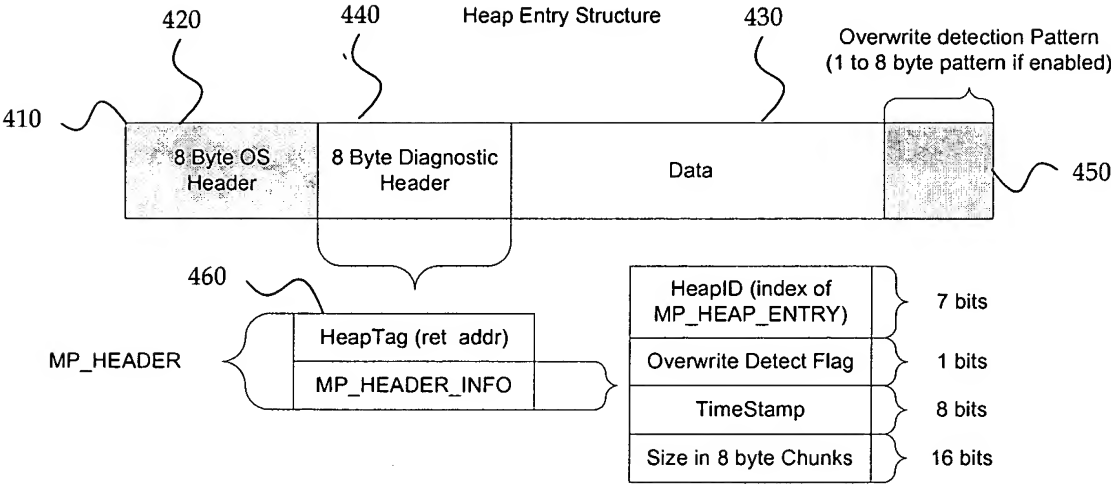 420
440
Heap Entry Structure
430
Overwrite detection Pattern
(1 to 8 byte pattern if enabled)
410
8 Byte OS
Header
8 Byte Diagnostic
Header
Data
450
460
HeapTag (ret addr)
MP_HEADER
MP_HEADER_INFO
HeapID (index of
MP_HEAP_ENTRY)
7 bits
Overwrite Detect Flag
1 bits
TimeStamp
8 bits
Size in 8 byte Chunks
16 bits